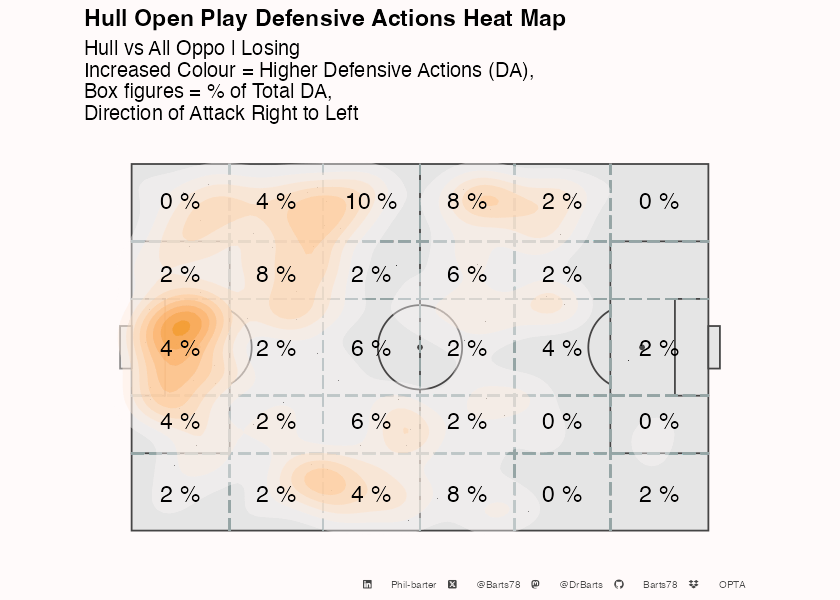 Hull Open Play Defensive Actions Heat Map
Hull vs All Oppo | Losing
Increased Colour = Higher Defensive Actions (DA),
Box figures = % of Total DA,
Direction of Attack Right to Left
0 % 4 % 10 % 8 % 2 % 0 %
2 % 8 % 2 % 6 % 2 %
4 % 2 % 6 % 2 % 4 % 2 %
4 % 2 % 6 % 2 % 0 % 0 %
2 % 2 % 4 % 8 % 0 % 2 %
Phil-barter @Barts78 @DrBarts Barts78 OPTA